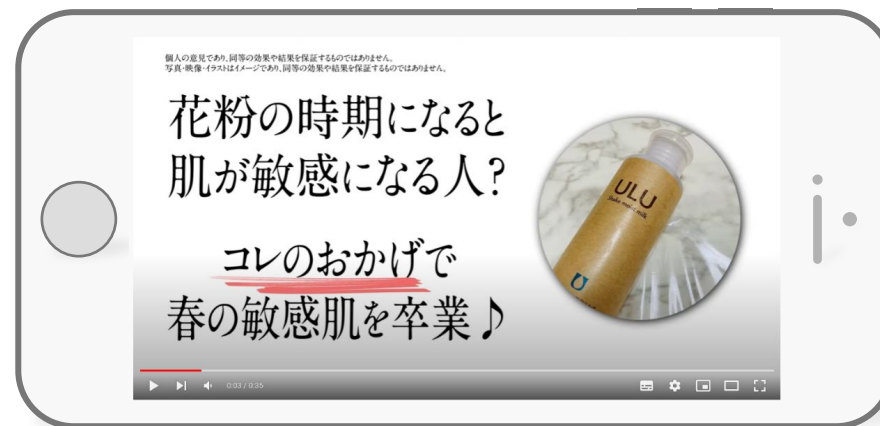 個人の意見であり、同等の効果や結果を保証するものではありません。
写真・映像・イラストはイメージであり、同等の効果や結果を保証するものではありません。
花粉の時期になると
肌が敏感になる人?
コレのおかげで
春の敏感肌を卒業♪
ULU
Shake moist milk
U
0:03 / 0:35